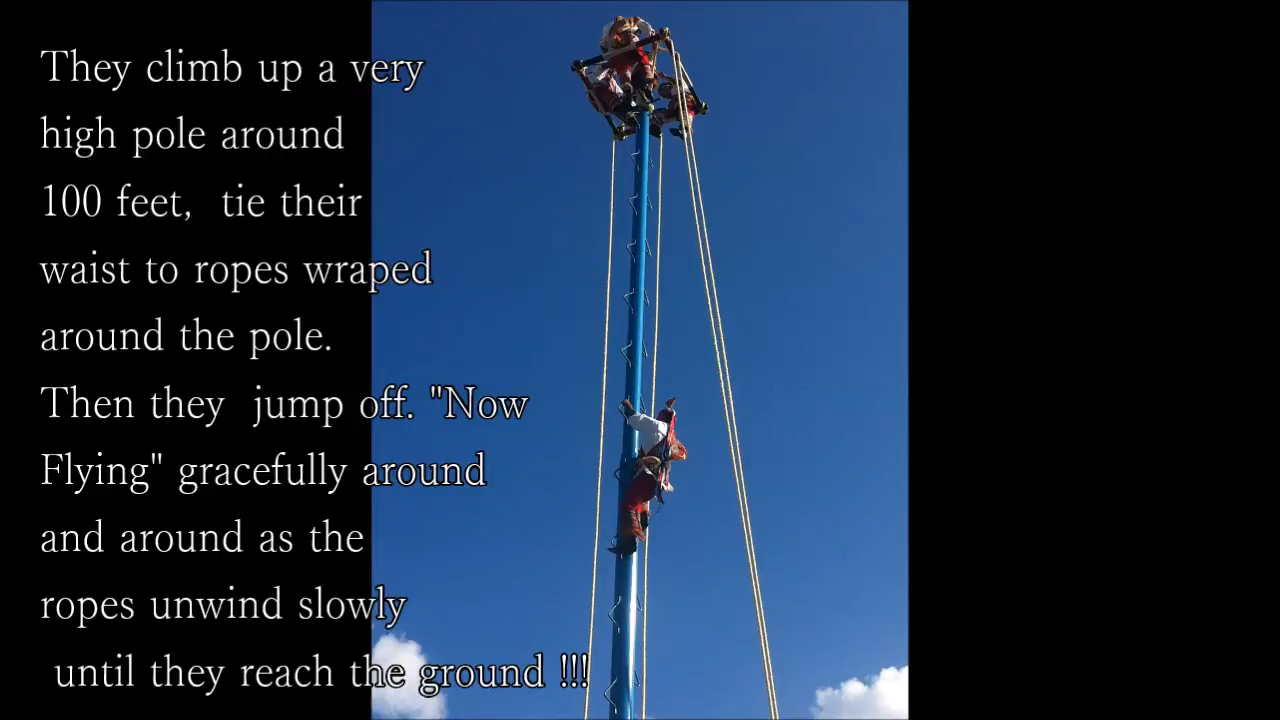 They climb up a very
high pole around
100 feet,  tie their
waist to ropes wraped
around the pole.
Then they  jump off. "Now
Flying" gracefully around
and around as the
ropes unwind slowly
until they reach the ground !!!